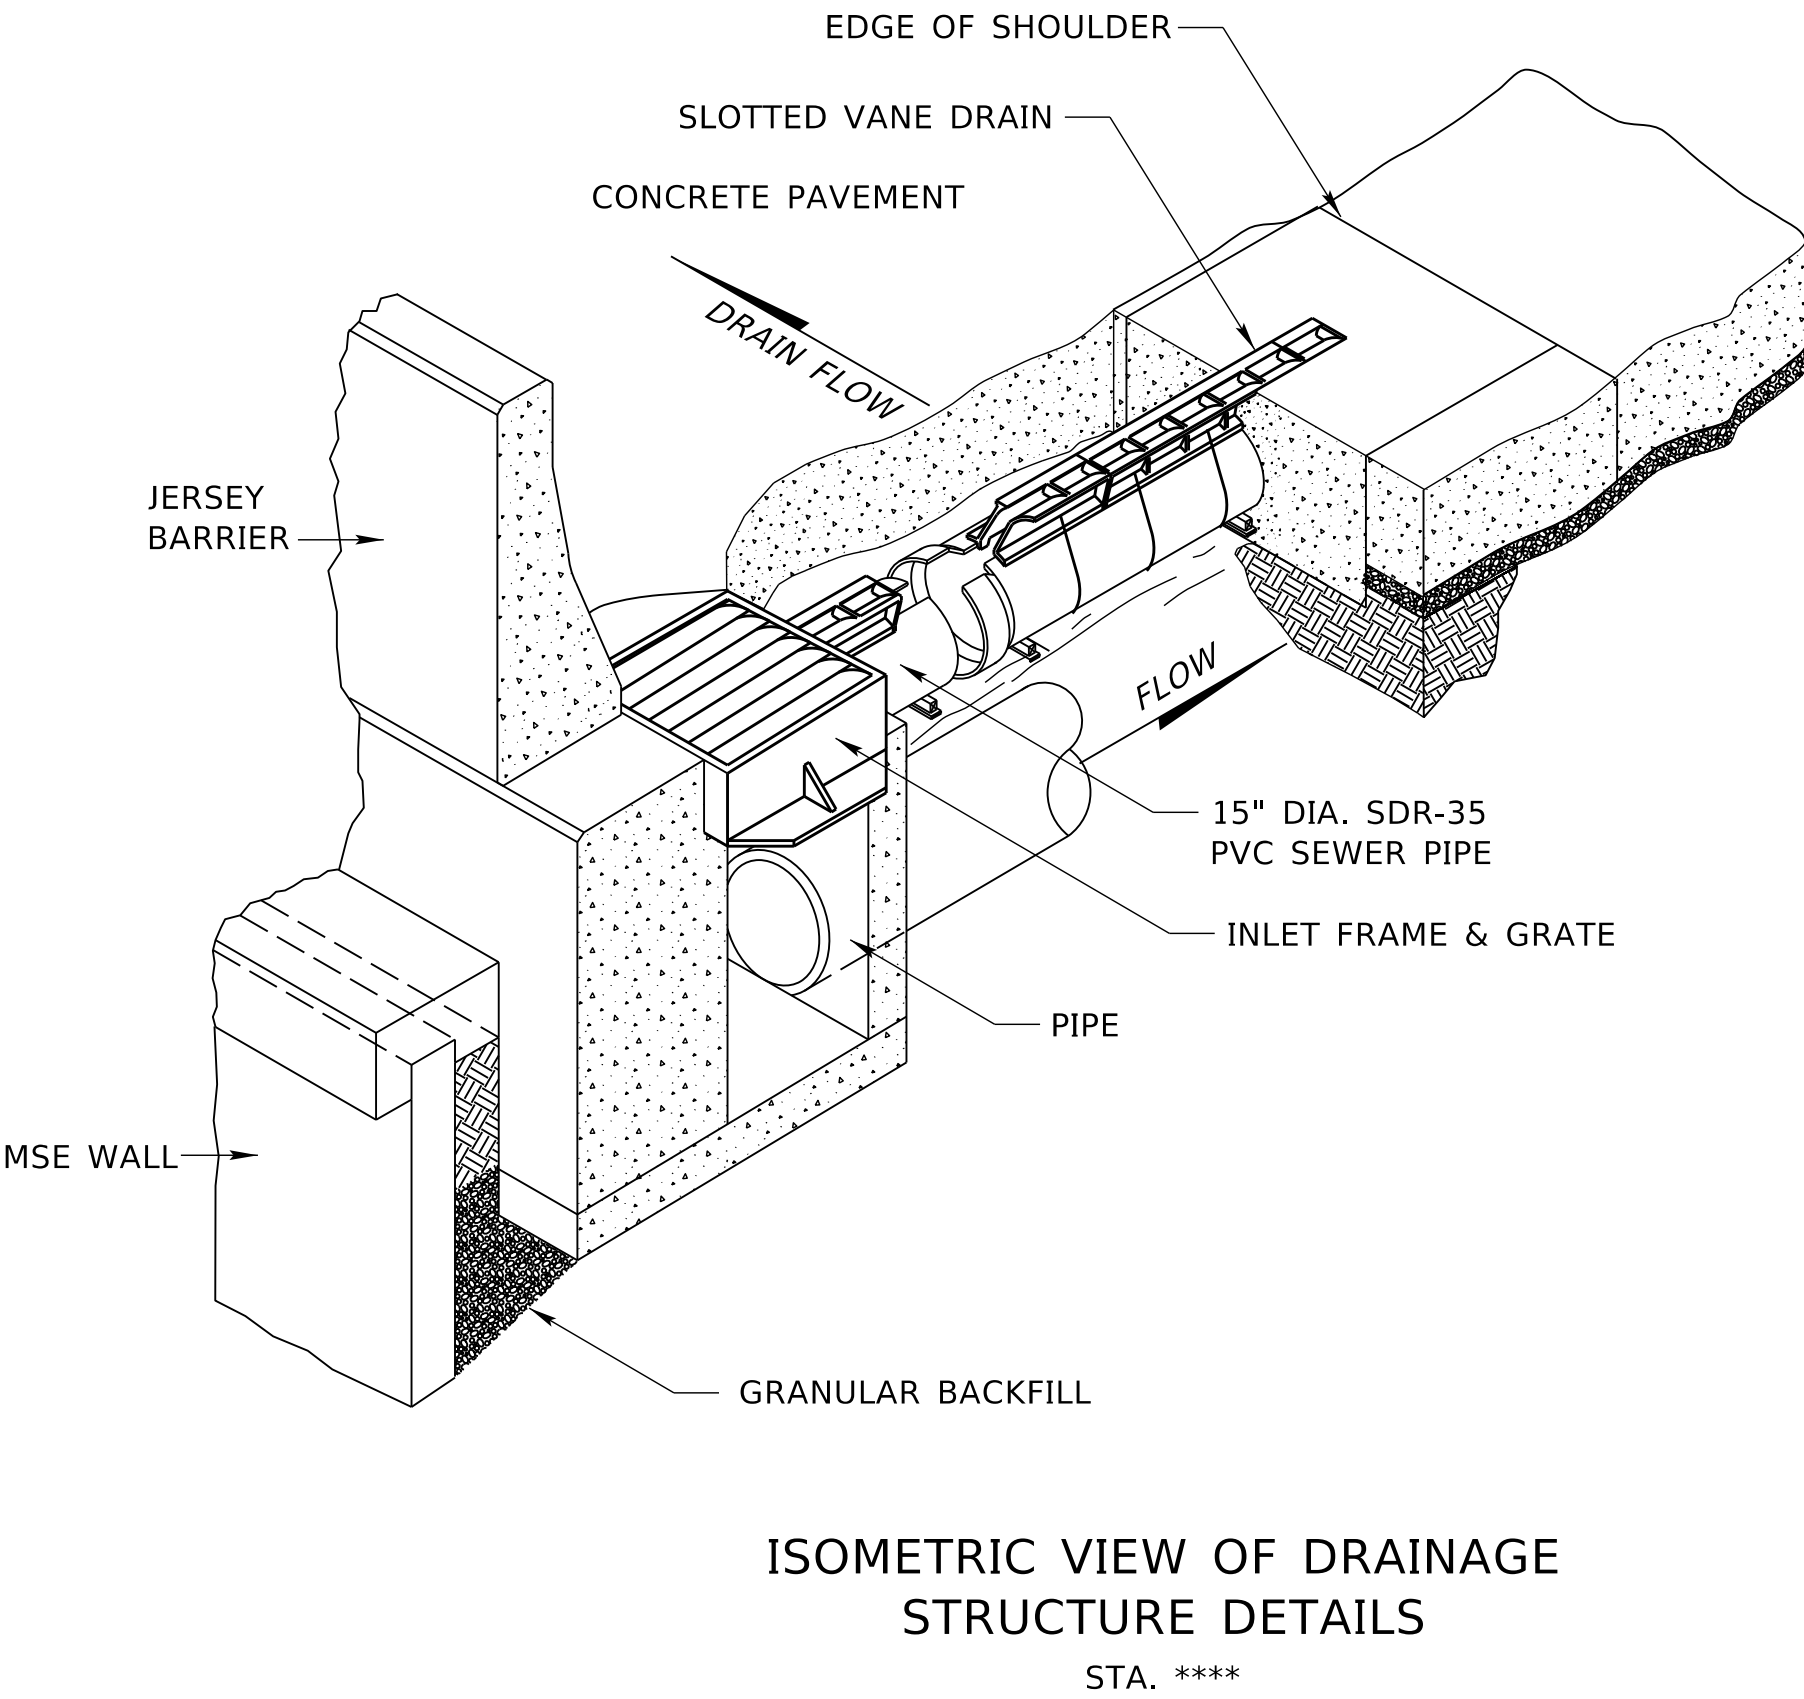 EDGE OF SHOULDER
SLOTTED VANE DRAIN
CONCRETE PAVEMENT
DRAIN FLOW
JERSEY
BARRIER
FLOW
15" DIA. SDR-35
PVC SEWER PIPE
INLET FRAME & GRATE
PIPE
MSE WALL
GRANULAR BACKFILL
ISOMETRIC VIEW OF DRAINAGE
STRUCTURE DETAILS
STA. ****